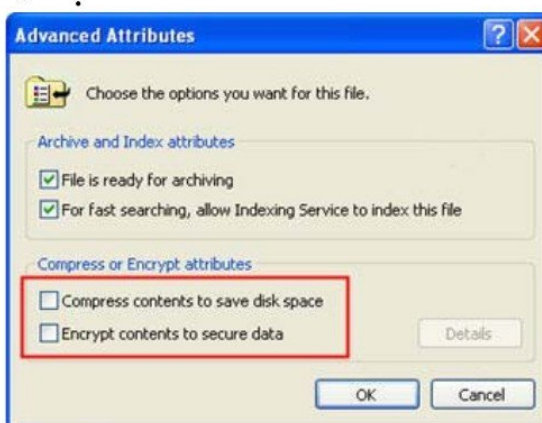 Advanced Attributes
Choose the options you want for this file.
Archive and Index attributes
File is ready for archiving
For fast searching, allow Indexing Service to index this file
Compress or Encrypt attributes
Compress contents to save disk space
Encrypt contents to secure data
Details
OK
Cancel